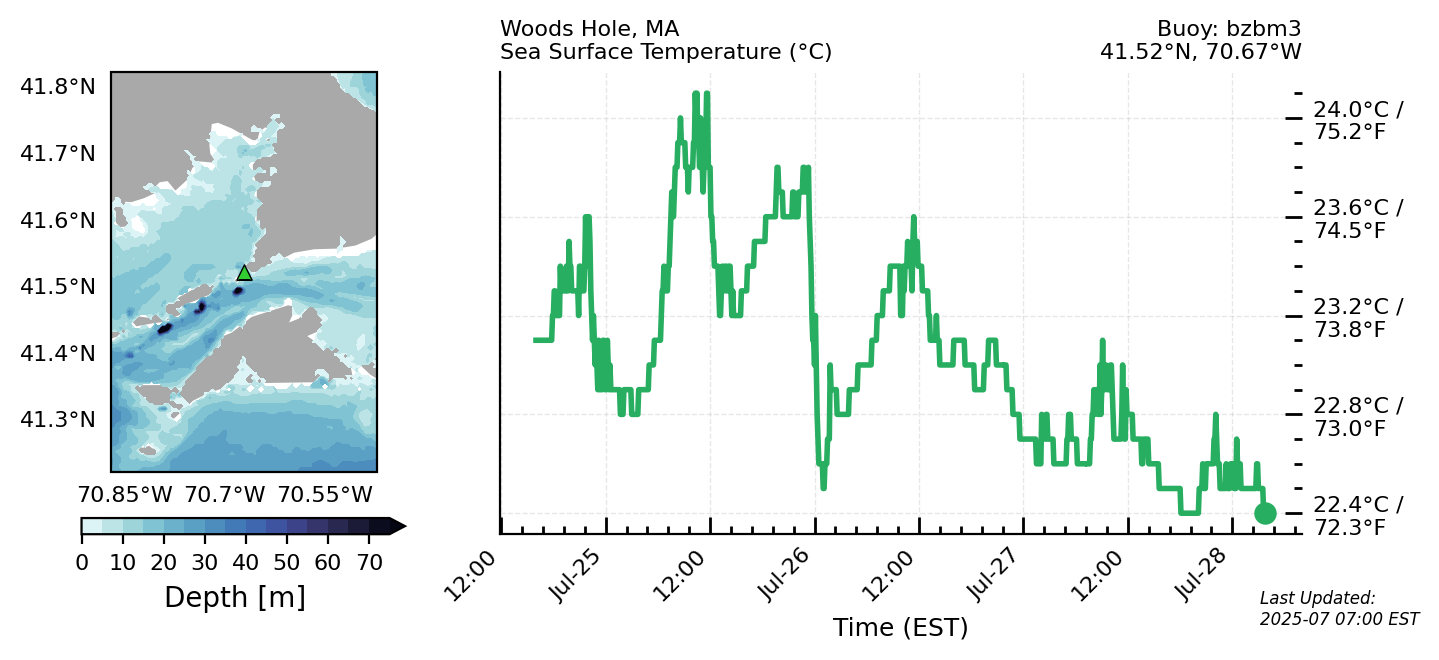 Woods Hole, MA
Sea Surface Temperature (°C)
Buoy: bzbm3
41.52°N, 70.67°W
41.8°N
41.7°N
41.6°N
41.5°N
41.4°N
41.3°N
70.85°W 70.7°W 70.55°W
0 10 20 30 40 50 60 70
Depth [m]
24.0°C /
75.2°F
23.6°C /
74.5°F
23.2°C /
73.8°F
22.8°C /
73.0°F
22.4°C /
72.3°F
12:00 Jul-25 12:00 Jul-26 12:00 Jul-27 12:00 Jul-28
Time (EST)
Last Updated:
2025-07 07:00 EST